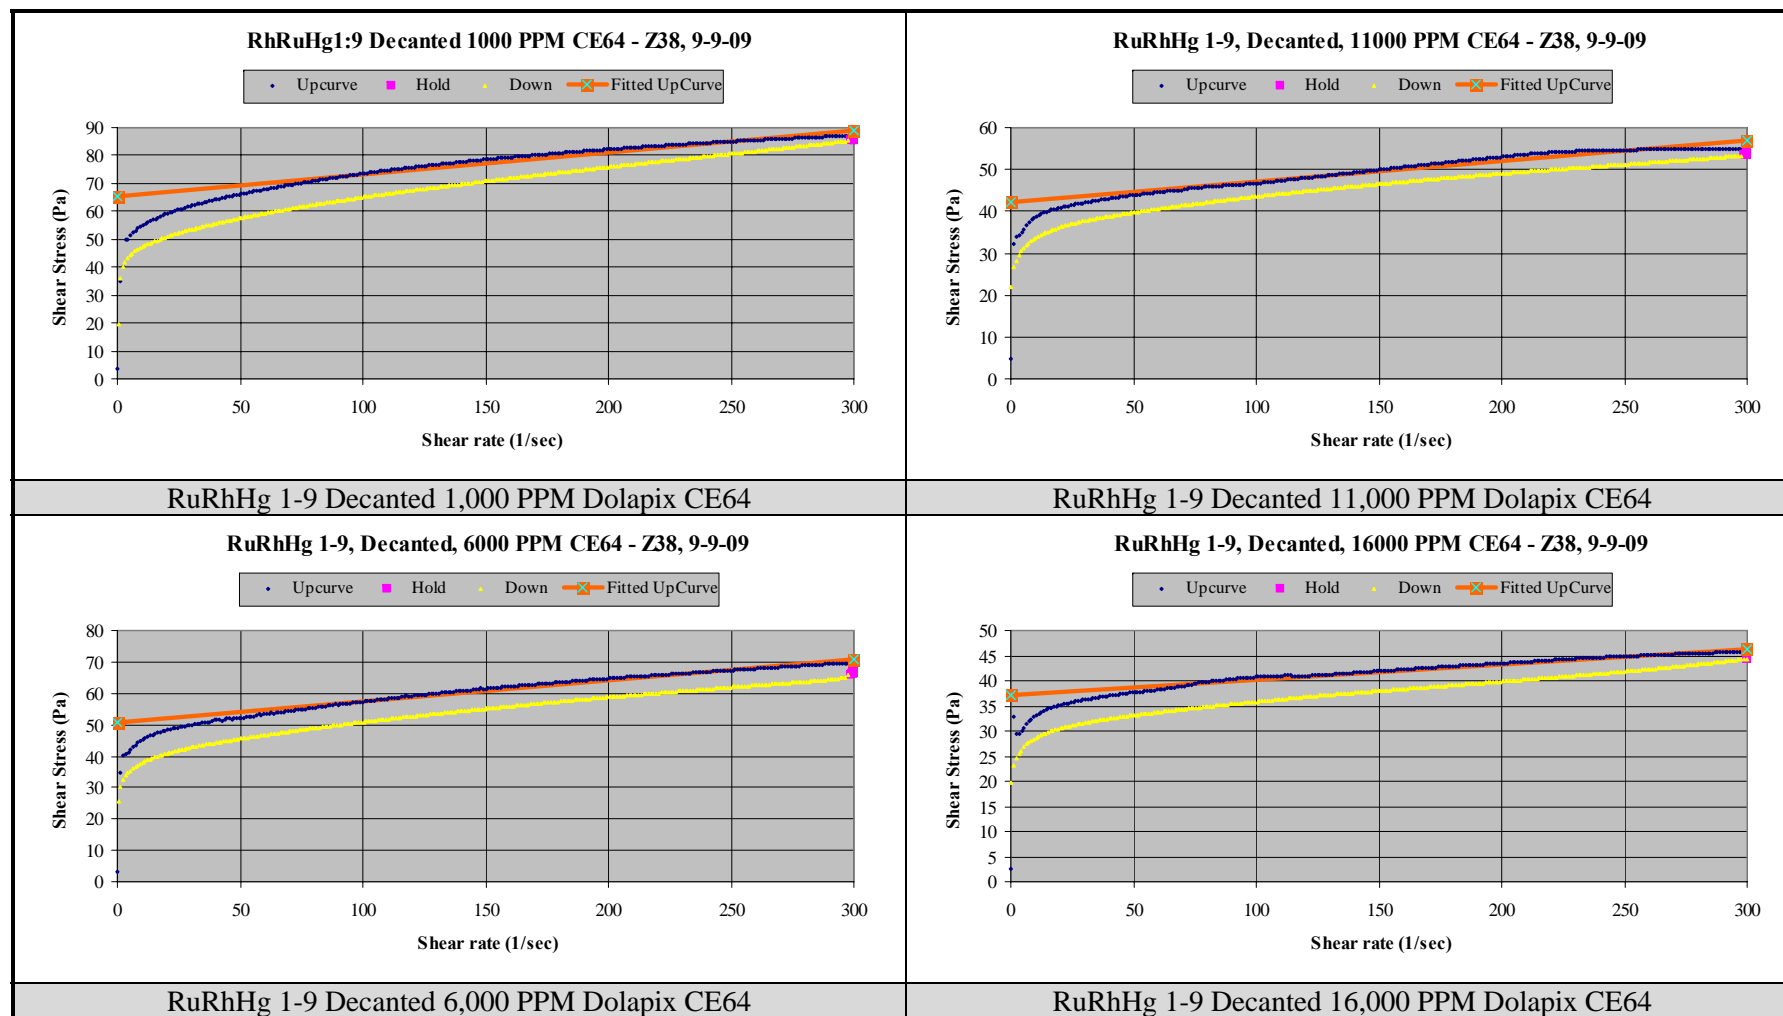 RhRuHg1:9 Decanted 1000 PPM CE64 - Z38, 9-9-09
Upcurve Hold Down Fitted UpCurve
90
80
70
60
50
40
30
20
10
0
Shear Stress (Pa)
0 50 100 150 200 250 300
Shear rate (1/sec)
RuRhHg 1-9 Decanted 1,000 PPM Dolapix CE64
RuRhHg 1-9, Decanted, 11000 PPM CE64 - Z38, 9-9-09
Upcurve Hold Down Fitted UpCurve
60
50
40
30
20
10
0
Shear Stress (Pa)
0 50 100 150 200 250 300
Shear rate (1/sec)
RuRhHg 1-9 Decanted 11,000 PPM Dolapix CE64
RuRhHg 1-9, Decanted, 6000 PPM CE64 - Z38, 9-9-09
Upcurve Hold Down Fitted UpCurve
80
70
60
50
40
30
20
10
0
Shear Stress (Pa)
0 50 100 150 200 250 300
Shear rate (1/sec)
RuRhHg 1-9 Decanted 6,000 PPM Dolapix CE64
RuRhHg 1-9, Decanted, 16000 PPM CE64 - Z38, 9-9-09
Upcurve Hold Down Fitted UpCurve
50
45
40
35
30
25
20
15
10
5
0
Shear Stress (Pa)
0 50 100 150 200 250 300
Shear rate (1/sec)
RuRhHg 1-9 Decanted 16,000 PPM Dolapix CE64